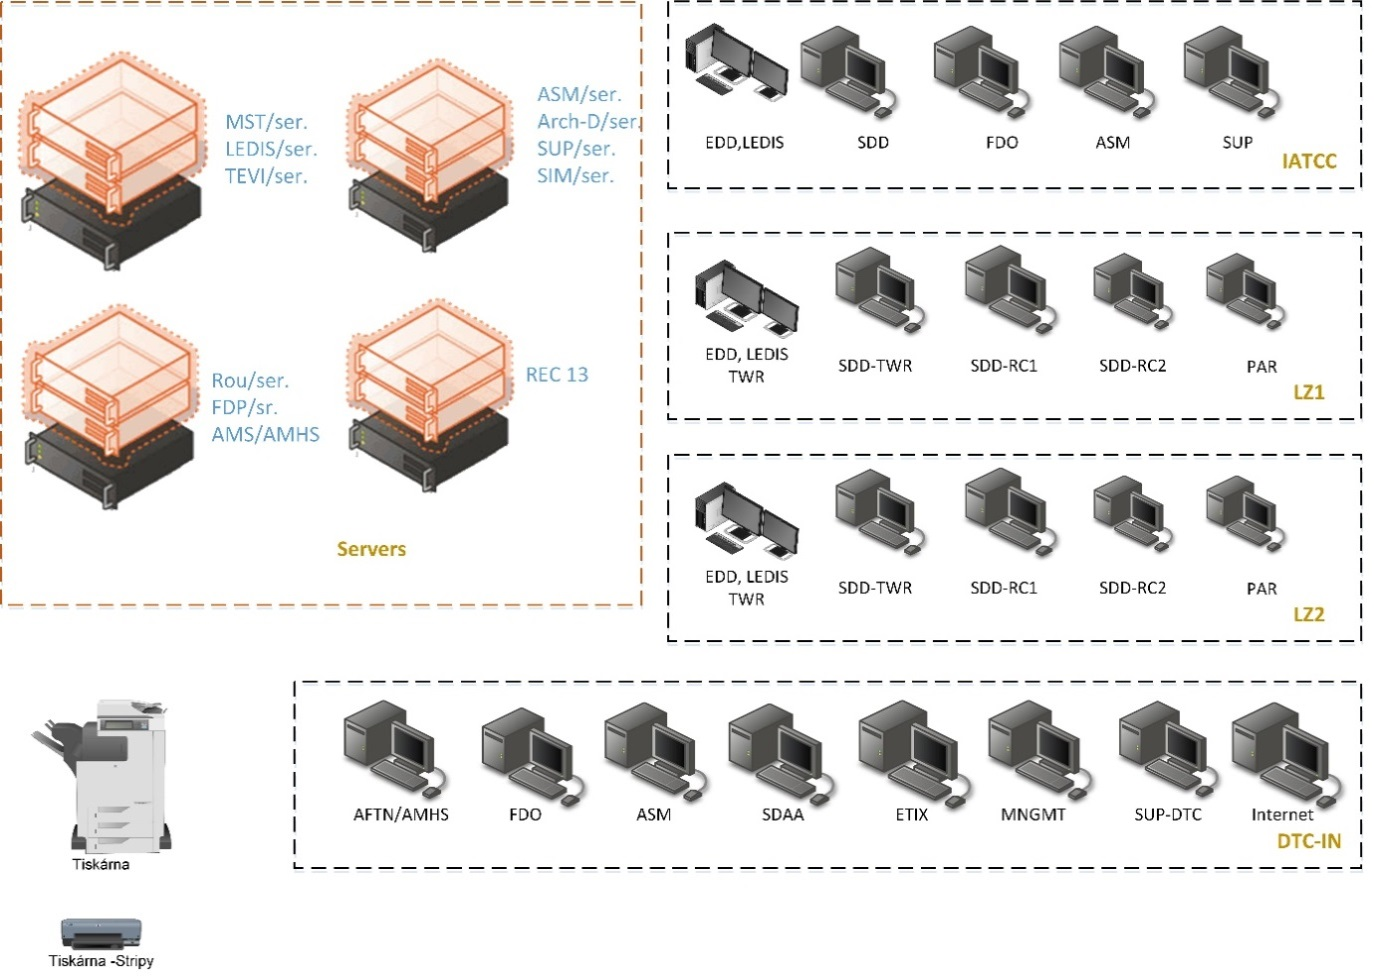 MST/ser.
LEDIS/ser.
TEVI/ser.
ASM/ser.
Arch-D/ser.
SUP/ser.
SIM/ser.
Rou/ser.
FDP/sr.
AMS/AMHS
REC 13
Servers
EDD,LEDIS
SDD
FDO
ASM
SUP
IATCC
EDD, LEDIS
TWR
SDD-TWR
SDD-RC1
SDD-RC2
PAR
LZ1
EDD, LEDIS
TWR
SDD-TWR
SDD-RC1
SDD-RC2
PAR
LZ2
AFTN/AMHS
FDO
ASM
SDAA
ETIX
MNGMT
SUP-DTC
Internet
DTC-IN
Tiskárna
Tiskárna -Stripy